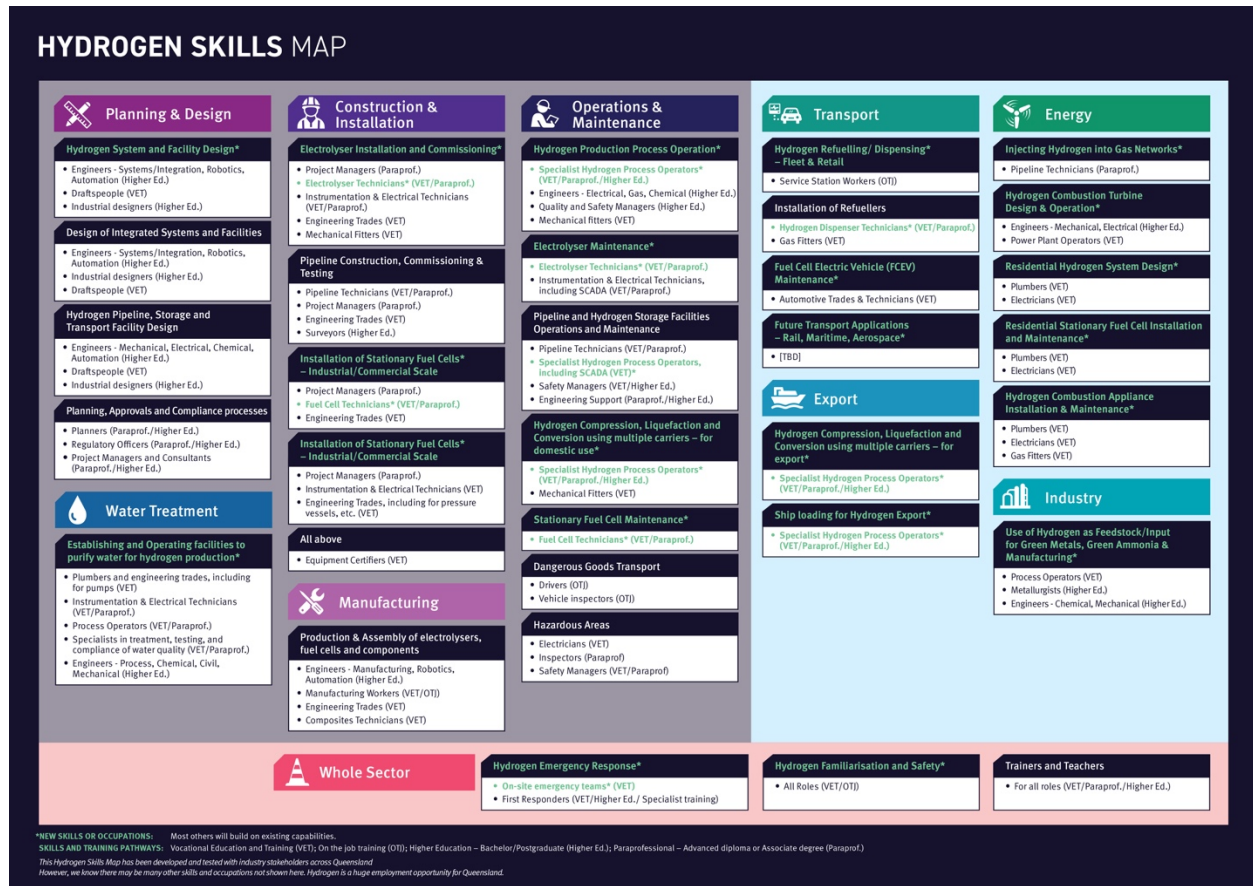 HYDROGEN SKILLS MAP
Planning & Design
Hydrogen System and Facility Design*
• Engineers - Systems/Integration, Robotics,
Automation (Higher Ed.)
• Draftspeople (VET)
• Industrial designers (Higher Ed.)
Design of Integrated Systems and Facilities
• Engineers - Systems/Integration, Robotics,
Automation (Higher Ed.)
• Industrial designers (Higher Ed.)
• Draftspeople (VET)
Hydrogen Pipeline, Storage and
Transport Facility Design
• Engineers - Mechanical, Electrical, Chemical,
Automation (Higher Ed.)
• Draftspeople (VET)
• Industrial designers (Higher Ed.)
Planning, Approvals and Compliance processes
• Planners (Paraprof./Higher Ed.)
• Regulatory Officers (Paraprof./Higher Ed.)
• Project Managers and Consultants
(Paraprof./Higher Ed.)
Water Treatment
Establishing and Operating facilities to
purify water for hydrogen production*
• Plumbers and engineering trades, including
for pumps (VET)
• Instrumentation & Electrical Technicians
(VET/Paraprof.)
• Process Operators (VET/Paraprof.)
• Specialists in treatment, testing, and
compliance of water quality (VET/Paraprof.)
• Engineers - Process, Chemical, Civil,
Mechanical (Higher Ed.)
Construction &
Installation
Electrolyser Installation and Commissioning*
• Project Managers (Paraprof.)
• Electrolyser Technicians* (VET/Paraprof.)
• Instrumentation & Electrical Technicians
(VET/Paraprof.)
• Engineering Trades (VET)
• Mechanical Fitters (VET)
Pipeline Construction, Commissioning &
Testing
• Pipeline Technicians (VET/Paraprof.)
• Project Managers (Paraprof.)
• Engineering Trades (VET)
• Surveyors (Higher Ed.)
Installation of Stationary Fuel Cells*
– Industrial/Commercial Scale
• Project Managers (Paraprof.)
• Fuel Cell Technicians* (VET/Paraprof.)
• Engineering Trades (VET)
Installation of Stationary Fuel Cells*
– Industrial/Commercial Scale
• Project Managers (Paraprof.)
• Instrumentation & Electrical Technicians (VET)
• Engineering Trades, including for pressure
vessels, etc. (VET)
All above
• Equipment Certifiers (VET)
Manufacturing
Production & Assembly of electrolysers,
fuel cells and components
• Engineers - Manufacturing, Robotics,
Automation (Higher Ed.)
• Manufacturing Workers (VET/OTJ)
• Engineering Trades (VET)
• Composites Technicians (VET)
Operations &
Maintenance
Hydrogen Production Process Operation*
• Specialist Hydrogen Process Operators*
(VET/Paraprof./Higher Ed.)
• Engineers - Electrical, Gas, Chemical (Higher Ed.)
• Quality and Safety Managers (Higher Ed.)
• Mechanical fitters (VET)
Electrolyser Maintenance*
• Electrolyser Technicians* (VET/Paraprof.)
• Instrumentation & Electrical Technicians,
including SCADA (VET/Paraprof.)
Pipeline and Hydrogen Storage Facilities
Operations and Maintenance
• Pipeline Technicians (VET/Paraprof.)
• Specialist Hydrogen Process Operators,
including SCADA (VET)*
• Safety Managers (VET/Higher Ed.)
• Engineering Support (Paraprof./Higher Ed.)
Hydrogen Compression, Liquefaction and
Conversion using multiple carriers – for
domestic use*
• Specialist Hydrogen Process Operators*
(VET/Paraprof./Higher Ed.)
• Mechanical Fitters (VET)
Stationary Fuel Cell Maintenance*
• Fuel Cell Technicians* (VET/Paraprof.)
Dangerous Goods Transport
• Drivers (OTJ)
• Vehicle inspectors (OTJ)
Hazardous Areas
• Electricians (VET)
• Inspectors (Paraprof)
• Safety Managers (VET/Paraprof)
Transport
Hydrogen Refuelling/ Dispensing*
– Fleet & Retail
• Service Station Workers (OTJ)
Installation of Refuellers
• Hydrogen Dispenser Technicians* (VET/Paraprof.)
• Gas Fitters (VET)
Fuel Cell Electric Vehicle (FCEV)
Maintenance*
• Automotive Trades & Technicians (VET)
Future Transport Applications
– Rail, Maritime, Aerospace*
• [TBD]
Export
Hydrogen Compression, Liquefaction and
Conversion using multiple carriers – for
export*
• Specialist Hydrogen Process Operators*
(VET/Paraprof./Higher Ed.)
Ship loading for Hydrogen Export*
• Specialist Hydrogen Process Operators*
(VET/Paraprof./Higher Ed.)
Energy
Injecting Hydrogen into Gas Networks*
• Pipeline Technicians (Paraprof.)
Hydrogen Combustion Turbine
Design & Operation*
• Engineers - Mechanical, Electrical (Higher Ed.)
• Power Plant Operators (VET)
Residential Hydrogen System Design*
• Plumbers (VET)
• Electricians (VET)
Residential Stationary Fuel Cell Installation
and Maintenance*
• Plumbers (VET)
• Electricians (VET)
Hydrogen Combustion Appliance
Installation & Maintenance*
• Plumbers (VET)
• Electricians (VET)
• Gas Fitters (VET)
Industry
Use of Hydrogen as Feedstock/Input
for Green Metals, Green Ammonia &
Manufacturing*
• Process Operators (VET)
• Metallurgists (Higher Ed.)
• Engineers - Chemical, Mechanical (Higher Ed.)
Whole Sector
Hydrogen Emergency Response*
• On-site emergency teams* (VET)
• First Responders (VET/Higher Ed./ Specialist training)
Hydrogen Familiarisation and Safety*
• All Roles (VET/OTJ)
Trainers and Teachers
• For all roles (VET/Paraprof./Higher Ed.)
*NEW SKILLS OR OCCUPATIONS: Most others will build on existing capabilities.
SKILLS AND TRAINING PATHWAYS: Vocational Education and Training (VET); On the job training (OTJ); Higher Education – Bachelor/Postgraduate (Higher Ed.); Paraprofessional – Advanced diploma or Associate degree (Paraprof.)
This Hydrogen Skills Map has been developed and tested with industry stakeholders across Queensland
However, we know there may be many other skills and occupations not shown here. Hydrogen is a huge employment opportunity for Queensland.